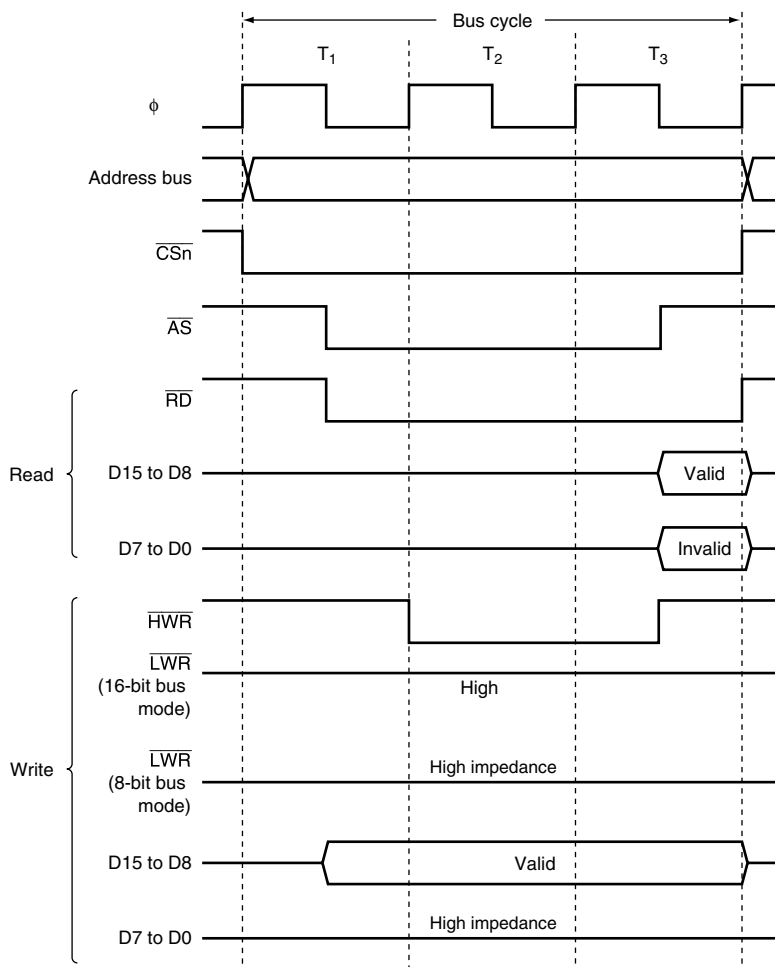 Bus cycle
T1 T2 T3
ϕ
Address bus
CSn
AS
RD
Read
D15 to D8
Valid
D7 to D0
Invalid
HWR
LWR
(16-bit bus
mode)
High
Write
LWR
(8-bit bus
mode)
High impedance
D15 to D8
Valid
D7 to D0
High impedance